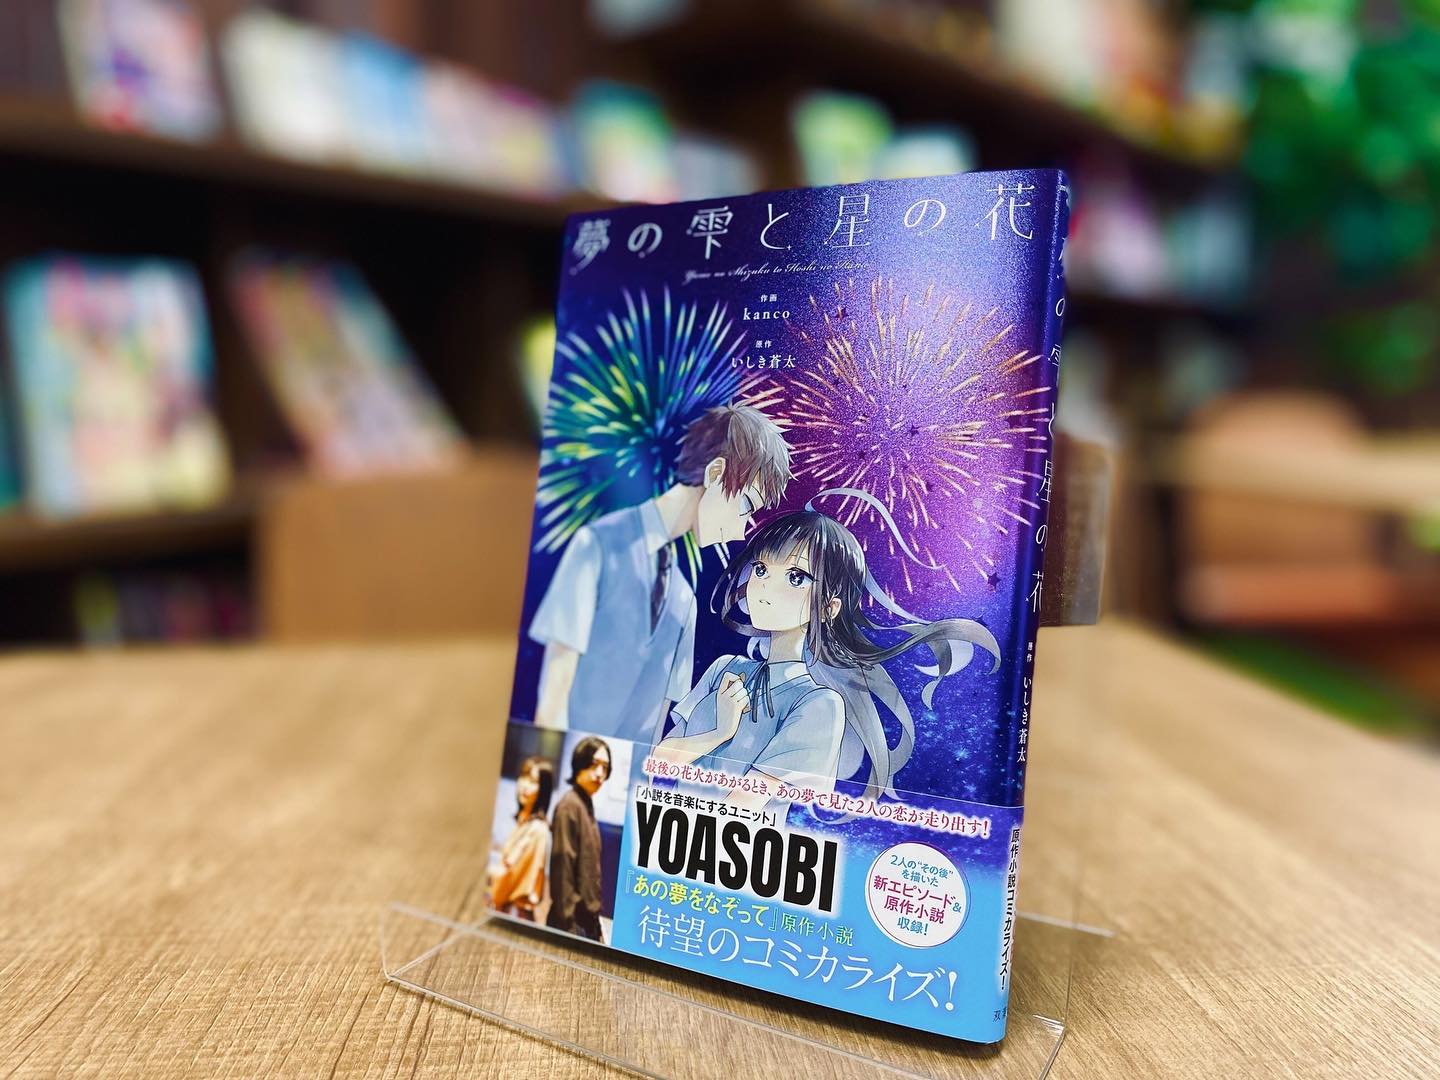 夢の雫と星の花
Yume no Shizuku to Hoshi no Hana
作画
kanco
原作
いしき蒼太
最後の花火があがるとき、あの夢で見た2人の恋が走り出す！
「小説を音楽にするユニット」
YOASOBI
『あの夢をなぞって』原作小説
待望のコミカライズ！
2人の“その後”
を描いた
新エピソード&
原作小説
収録！
の雫と星の花
原作
いしき蒼太
原作小説コミカライズ！
双